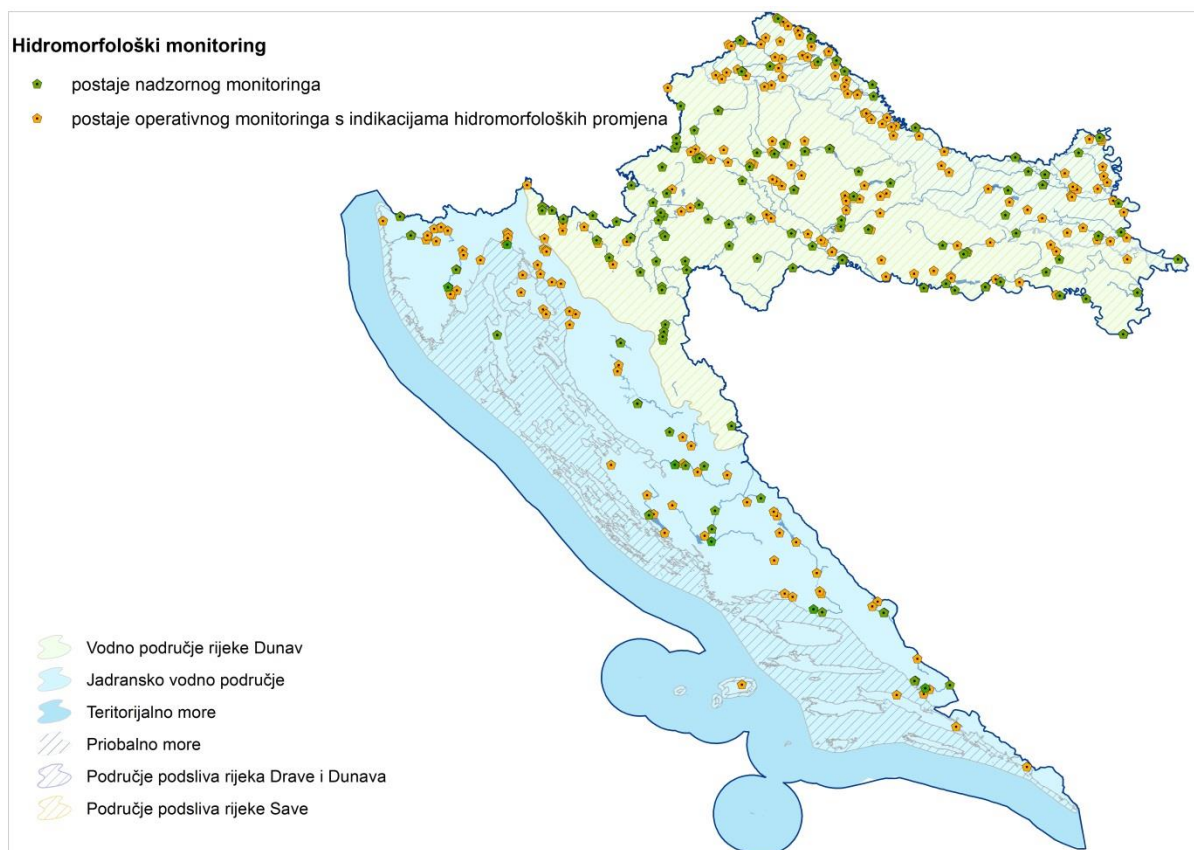 Hidromorfološki monitoring
postaje nadzornog monitoringa
postaje operativnog monitoringa s indikacijama hidromorfoloških promjena
Vodno područje rijeke Dunav
Jadransko vodno područje
Teritorijalno more
Priobalno more
Područje podsliva rijeka Drave i Dunava
Područje podsliva rijeke Save